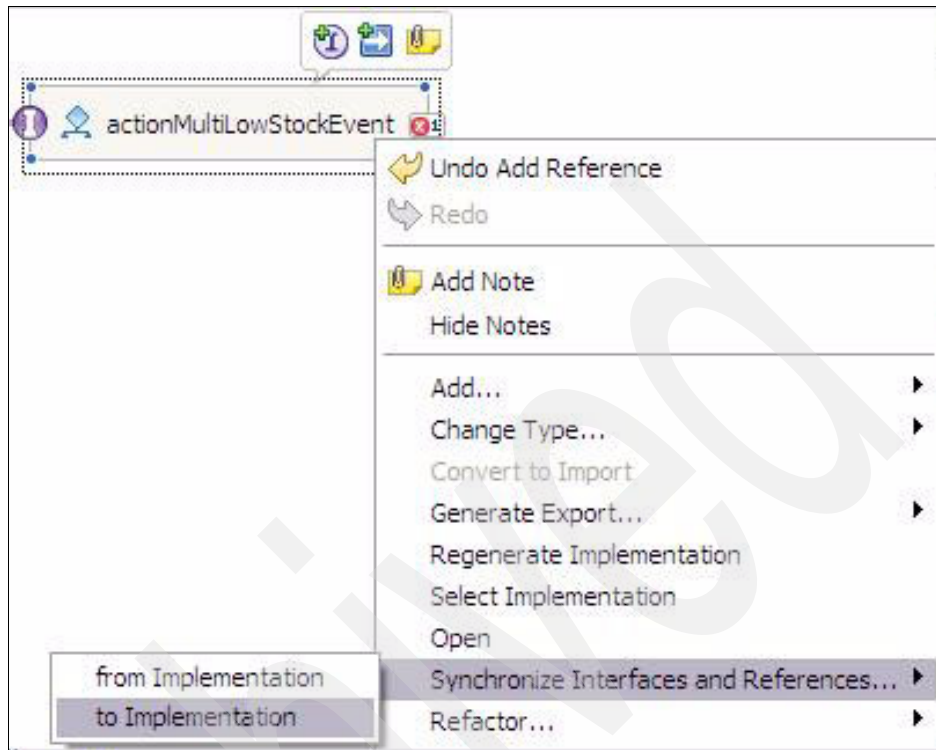 actionMultiLowStockEvent
Undo Add Reference
Redo
Add Note
Hide Notes
Add...
Change Type...
Convert to Import
Generate Export...
Regenerate Implementation
Select Implementation
Open
Synchronize Interfaces and References...
Refactor...
from Implementation
to Implementation